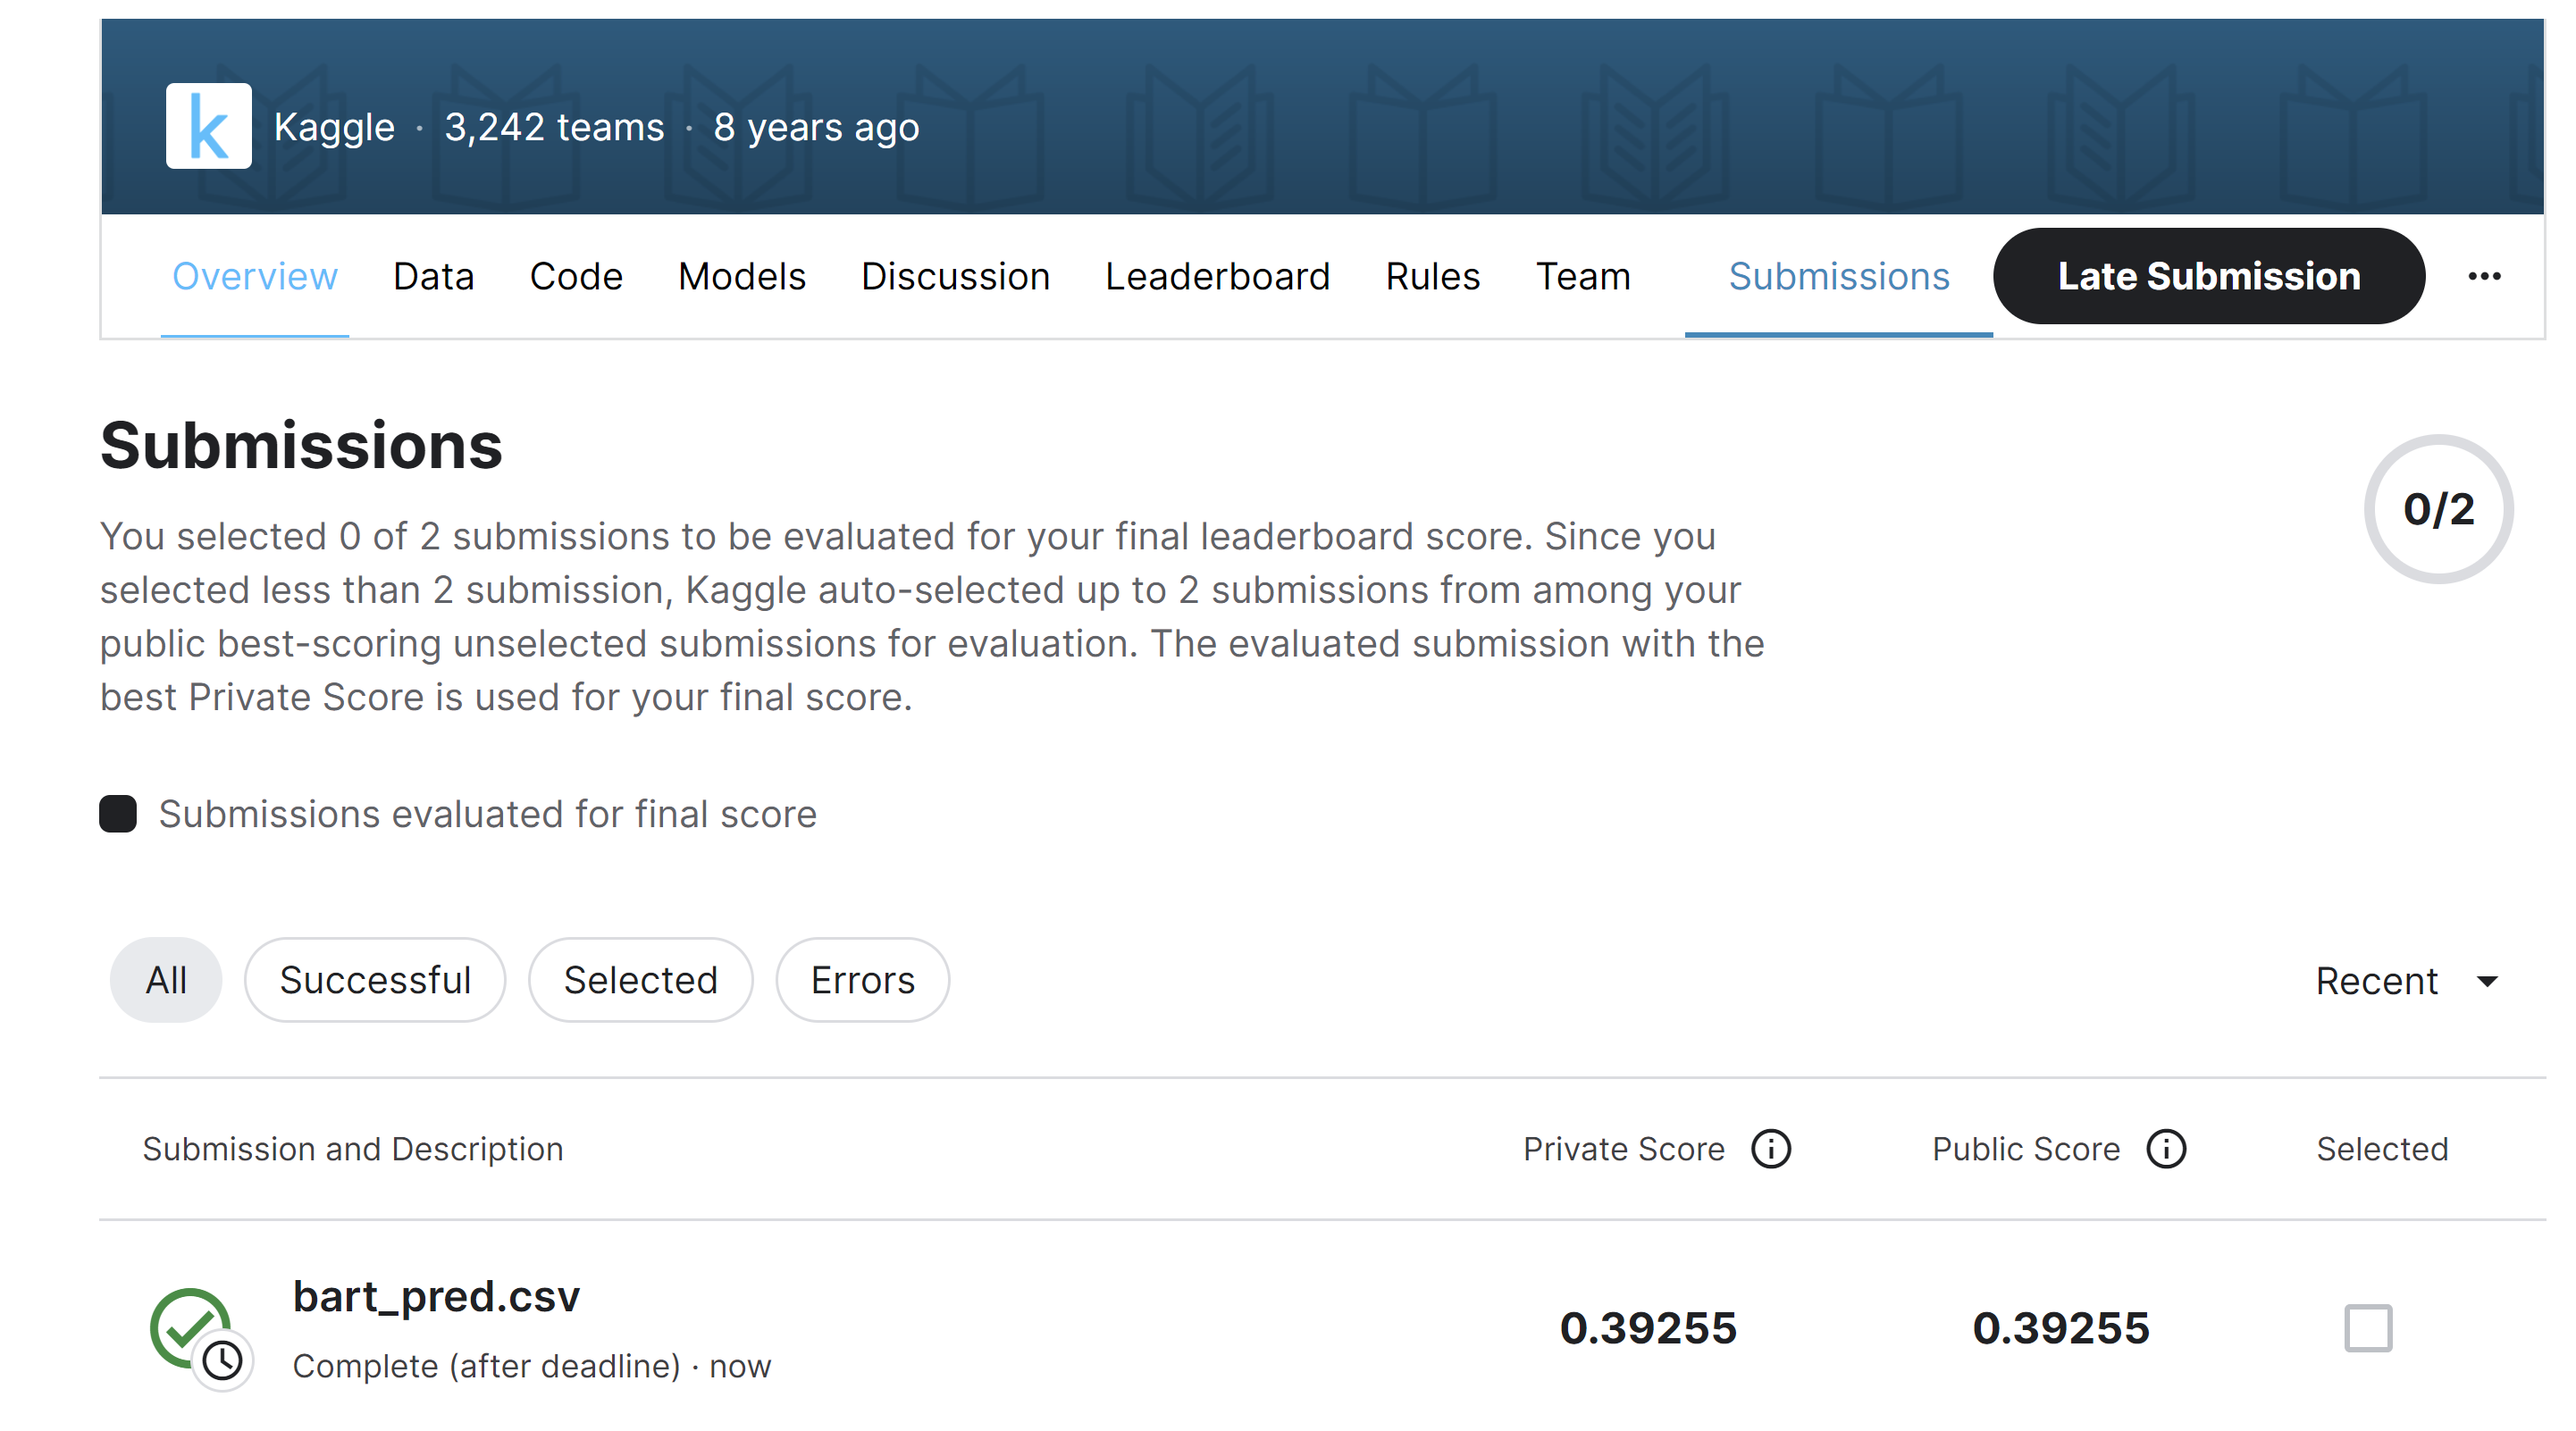 k Kaggle · 3,242 teams · 8 years ago
Overview Data Code Models Discussion Leaderboard Rules Team Submissions Late Submission ...
Submissions
0/2
You selected 0 of 2 submissions to be evaluated for your final leaderboard score. Since you
selected less than 2 submission, Kaggle auto-selected up to 2 submissions from among your
public best-scoring unselected submissions for evaluation. The evaluated submission with the
best Private Score is used for your final score.
Submissions evaluated for final score
All Successful Selected Errors Recent
Submission and Description Private Score Public Score Selected
bart_pred.csv 0.39255 0.39255
Complete (after deadline) · now